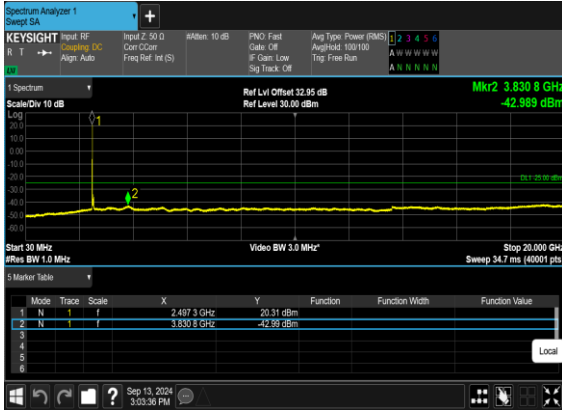 Spectrum Analyzer 1
Swept SA
+
KEYSIGHT Input: RF Input Z: 50 Ω #Atten: 10 dB PNO: Fast Avg Type: Power (RMS) 1 2 3 4 5 6
R T Coupling: DC Corr CCorr Gate: Off Avg|Hold: 100/100 A W W W W W
Align: Auto Freq Ref: Int (S) IF Gain: Low Trig: Free Run
Sig Track: Off A N N N N N
1 Spectrum
Ref Lvl Offset 32.95 dB Mkr2 3.830 8 GHz
Scale/Div 10 dB Ref Level 30.00 dBm -42.989 dBm
Log
20.0
10.0
0.00
-10.0
-20.0
-30.0
-40.0
-50.0
-60.0
1
2
DL1 -25.00 dBm
Start 30 MHz Video BW 3.0 MHz* Stop 20.000 GHz
#Res BW 1.0 MHz Sweep 34.7 ms (40001 pts)
5 Marker Table
Mode Trace Scale X Y Function Function Width Function Value
1 N 1 f 2.497 3 GHz 20.31 dBm
2 N 1 f 3.830 8 GHz -42.99 dBm
3
4
5
6
Local
?
Sep 13, 2024
3:03:36 PM